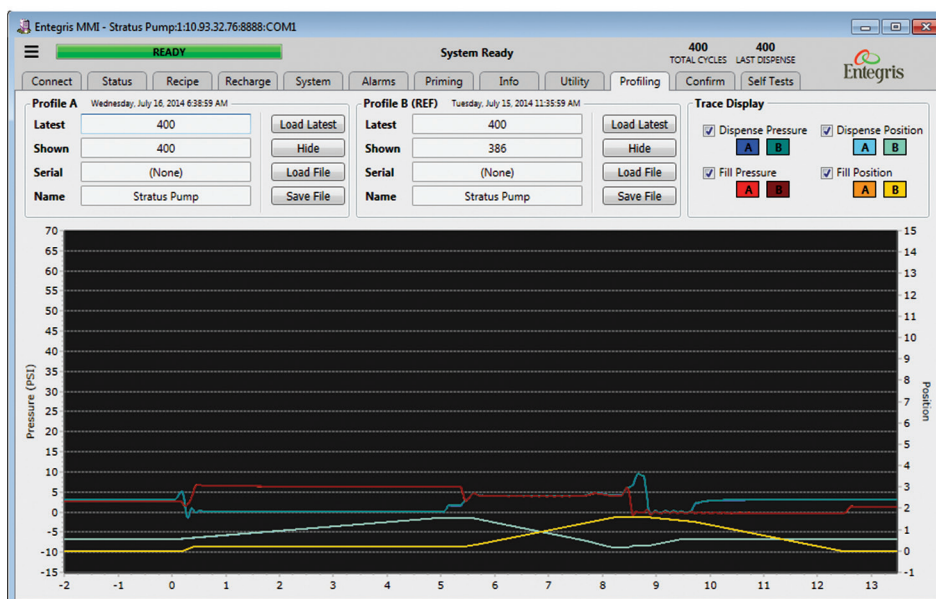 Entegris MMI - Stratus Pump:1:10.93.32.76:8888:COM1
READY
System Ready
400 400
TOTAL CYCLES LAST DISPENSE
Entegris
Connect Status Recipe Recharge System Alarms Priming Info Utility Profiling Confirm Self Tests
Profile A Wednesday, July 16, 2014 6:38:59 AM
Latest 400 Load Latest
Shown 400 Hide
Serial (None) Load File
Name Stratus Pump Save File
Profile B (REF) Tuesday, July 15, 2014 11:35:59 AM
Latest 400 Load Latest
Shown 386 Hide
Serial (None) Load File
Name Stratus Pump Save File
Trace Display
Dispense Pressure Dispense Position
A B A B
Fill Pressure Fill Position
A B A B
Pressure (PSI)
70
65
60
55
50
45
40
35
30
25
20
15
10
5
0
-5
-10
-15
15
14
13
12
11
10
9
8
7
6
5
4
3
2
1
0
-1
Position
-2 -1 0 1 2 3 4 5 6 7 8 9 10 11 12 13